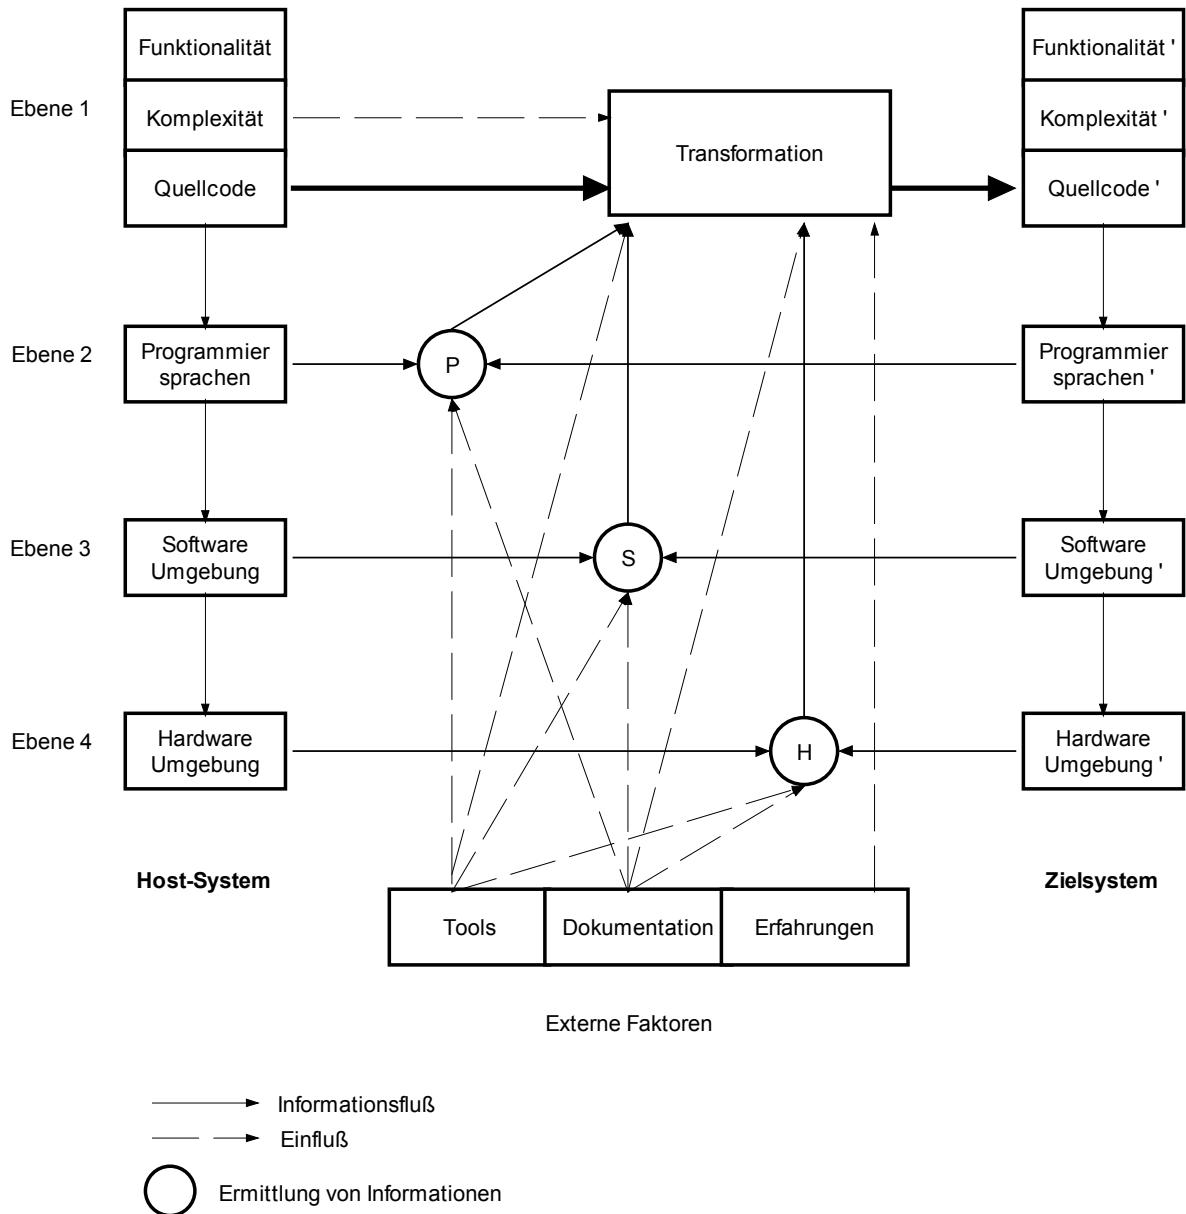 Funktionalität
Funktionalität '
Ebene 1
Komplexität
Komplexität '
Transformation
Quellcode
Quellcode '
Ebene 2
Programmier
sprachen
P
Programmier
sprachen '
Ebene 3
Software
Umgebung
S
Software
Umgebung '
Ebene 4
Hardware
Umgebung
H
Hardware
Umgebung '
Host-System
Zielsystem
Tools
Dokumentation
Erfahrungen
Externe Faktoren
Informationsfluß
Einfluß
Ermittlung von Informationen